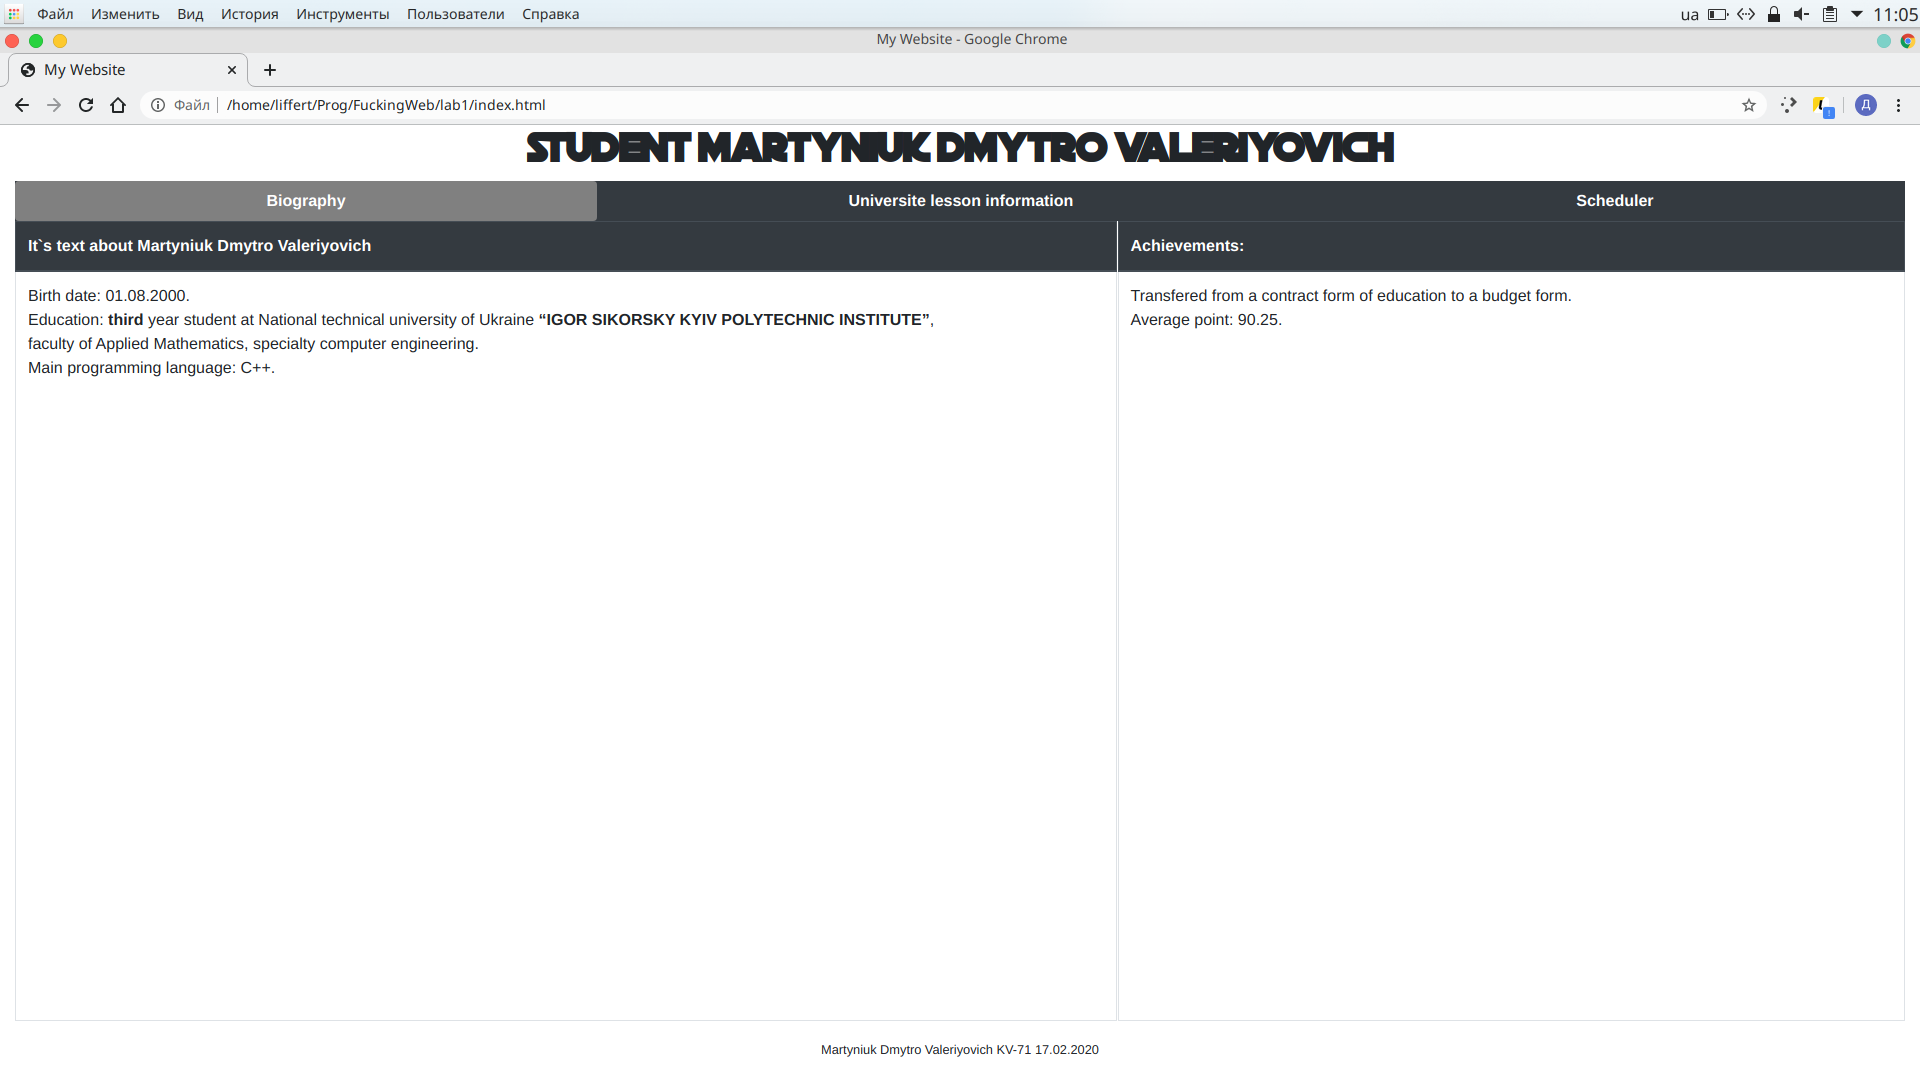 Файл Изменить Вид История Инструменты Пользователи Справка ua 11:05
My Website - Google Chrome
My Website
Файл /home/liffert/Prog/FuckingWeb/lab1/index.html Д
STUDENT MARTYNIUK DMYTRO VALERIYOVICH
Biography Universite lesson information Scheduler
It`s text about Martyniuk Dmytro Valeriyovich
Birth date: 01.08.2000.
Education: third year student at National technical university of Ukraine “IGOR SIKORSKY KYIV POLYTECHNIC INSTITUTE”,
faculty of Applied Mathematics, specialty computer engineering.
Main programming language: C++.
Achievements:
Transfered from a contract form of education to a budget form.
Average point: 90.25.
Martyniuk Dmytro Valeriyovich KV-71 17.02.2020